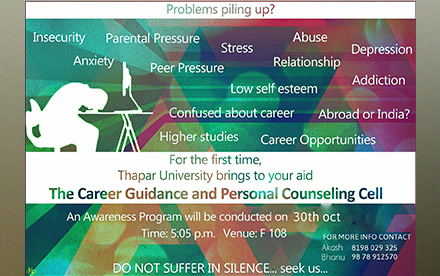 Problems piling up?
Insecurity
Parental Pressure
Abuse
Stress
Depression
Anxiety
Peer Pressure
Relationship
Addiction
Low self esteem
Confused about career
Abroad or India?
Higher studies
Career Opportunities
For the first time,
Thapar University brings to your aid
The Career Guidance and Personal Counseling Cell
An Awareness Program will be conducted on 30th oct
Time: 5:05 p.m. Venue: F 108
FOR MORE INFO CONTACT
Akash 8198 029 325
Bhanu 98 78 912570
DO NOT SUFFER IN SILENCE... seek us...